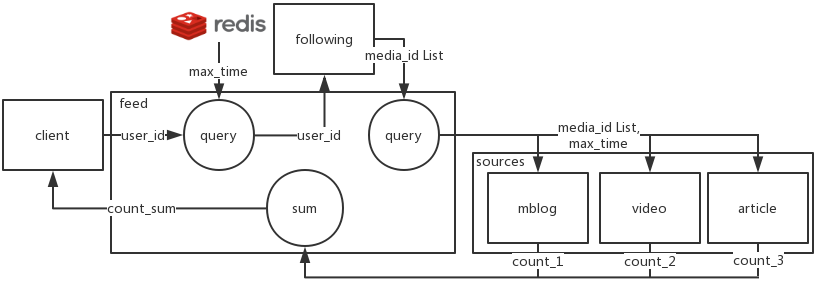 redis
following
media_id List
max_time
feed
client
user_id
query
user_id
query
media_id List,
max_time
sources
count_sum
sum
mblog
video
article
count_1
count_2
count_3